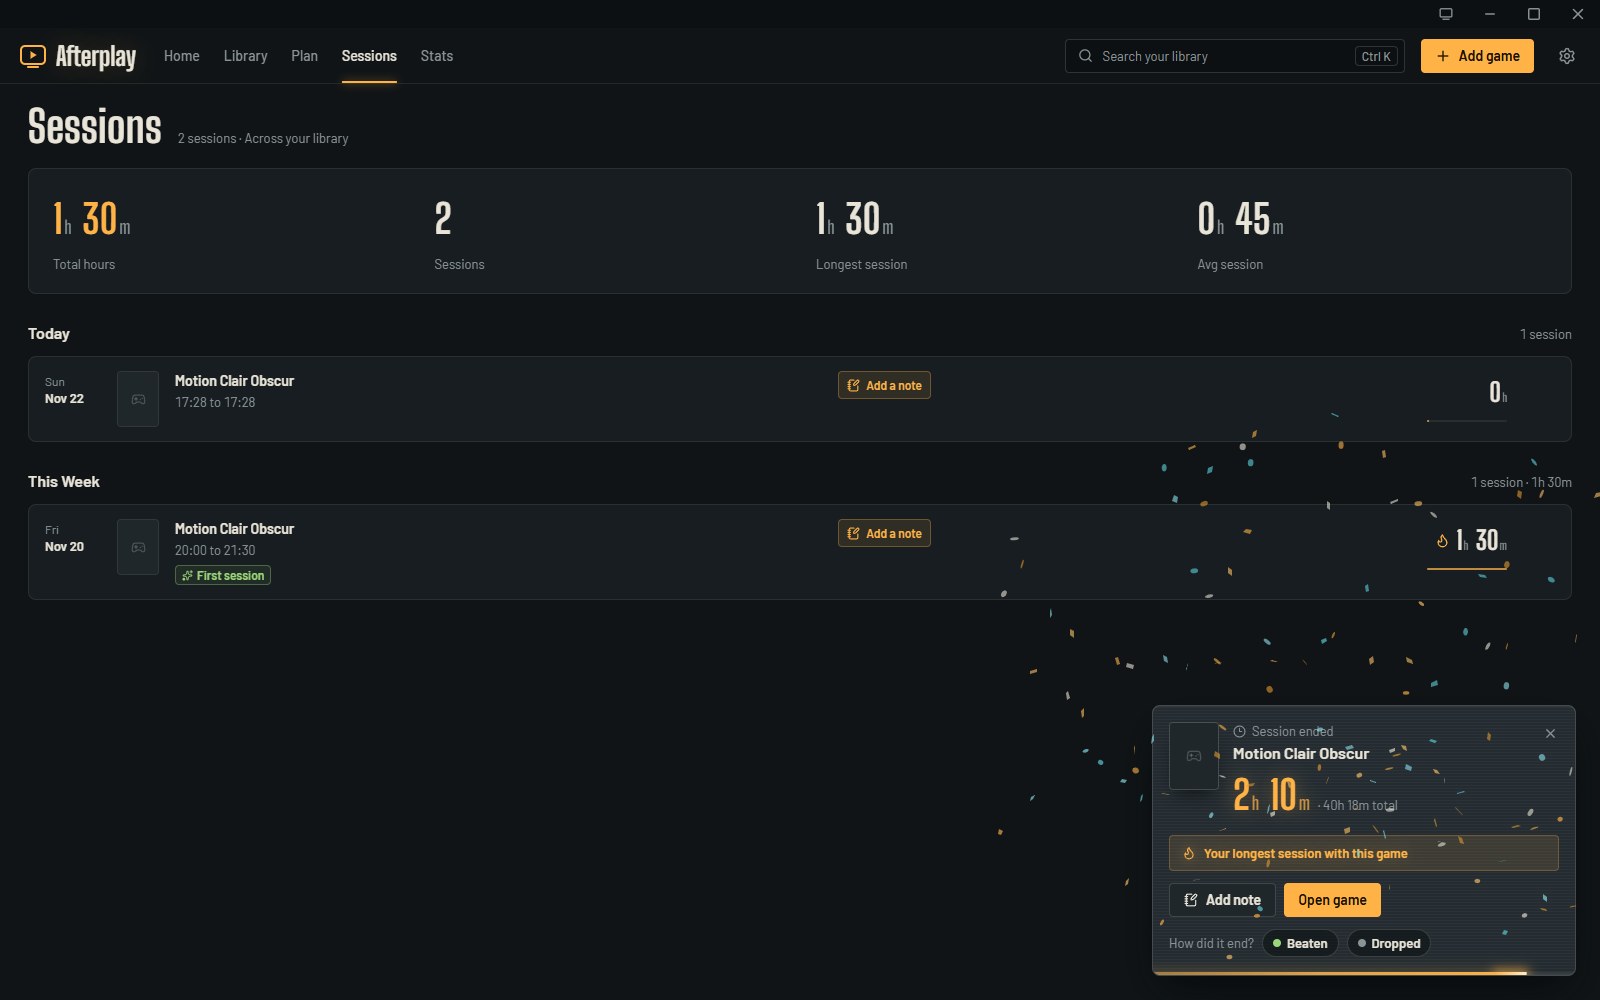 Afterplay
Home
Library
Plan
Sessions
Stats
Search your library
Ctrl K
Add game
Sessions
2 sessions · Across your library
1h 30m
Total hours
2
Sessions
1h 30m
Longest session
0h 45m
Avg session
Today
1 session
Sun
Nov 22
Motion Clair Obscur
17:28 to 17:28
Add a note
0h
This Week
1 session · 1h 30m
Fri
Nov 20
Motion Clair Obscur
20:00 to 21:30
First session
Add a note
1h 30m
Session ended
Motion Clair Obscur
2h 10m · 40h 18m total
Your longest session with this game
Add note
Open game
How did it end?
Beaten
Dropped